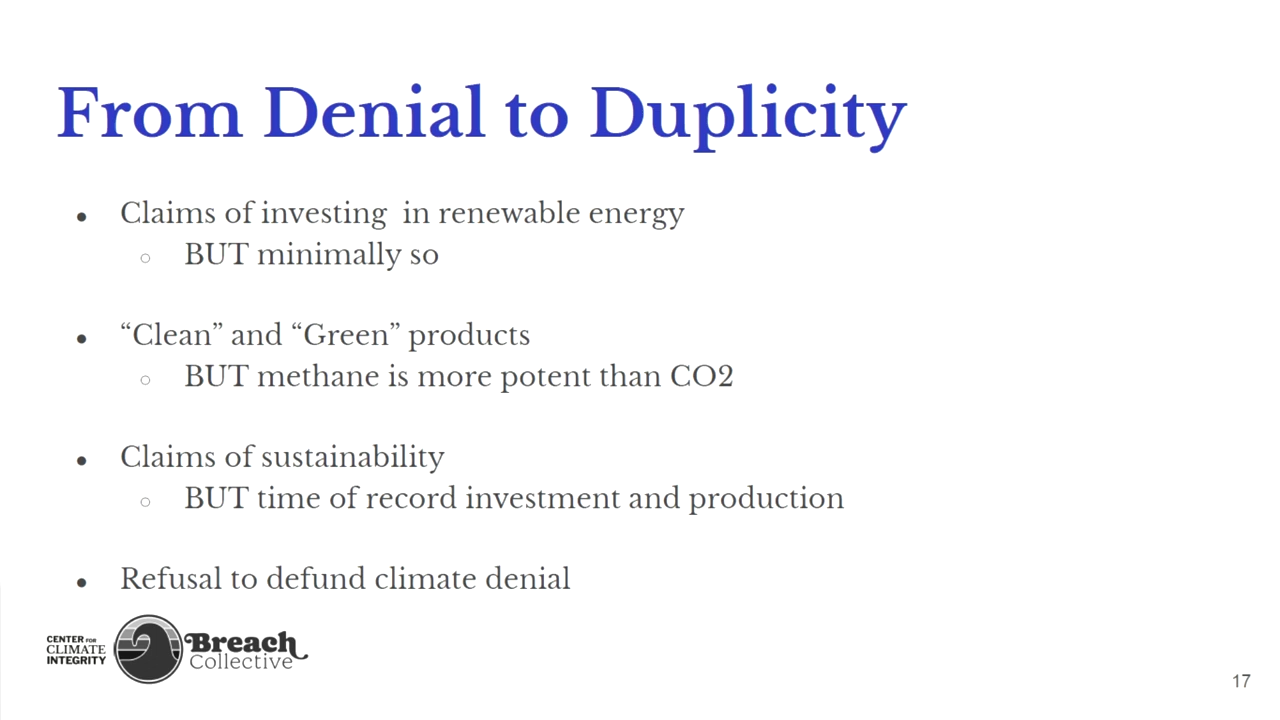 From Denial to Duplicity
● Claims of investing  in renewable energy
○ BUT minimally so
● “Clean” and “Green” products
○ BUT methane is more potent than CO2
● Claims of sustainability
○ BUT time of record investment and production
● Refusal to defund climate denial
CENTER FOR
CLIMATE
INTEGRITY
Breach
Collective
17